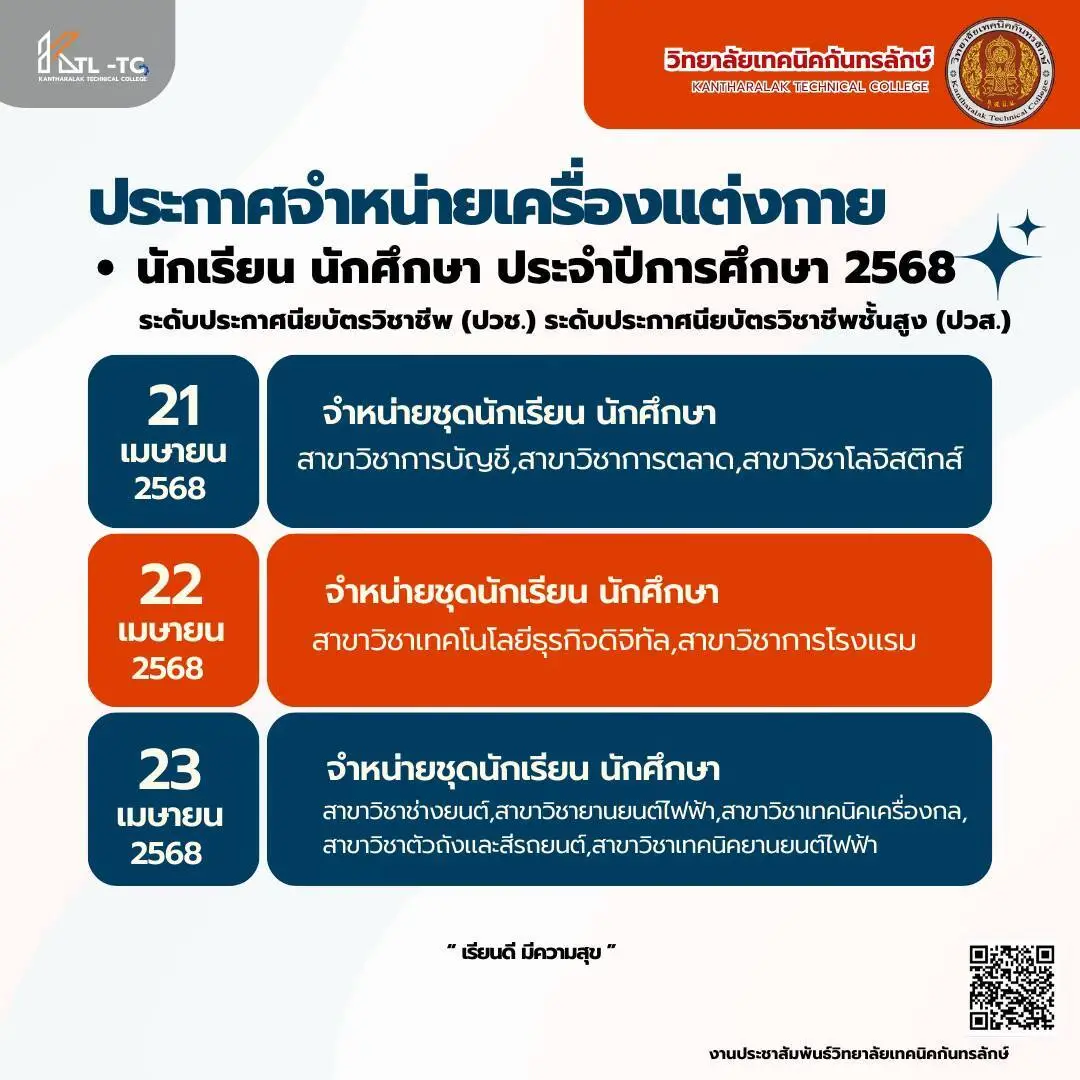 KTL -TC
KANTHARALAK TECHNICAL COLLEGE
วิทยาลัยเทคนิคกันทรลักษ์
KANTHARALAK TECHNICAL COLLEGE
วิทยาลัยเทคนิคกันทรลักษ์
Kantharalak Technical College
ประกาศจำหน่ายเครื่องแต่งกาย
• นักเรียน นักศึกษา ประจำปีการศึกษา 2568
ระดับประกาศนียบัตรวิชาชีพ (ปวช.) ระดับประกาศนียบัตรวิชาชีพชั้นสูง (ปวส.)
21
เมษายน
2568
จำหน่ายชุดนักเรียน นักศึกษา
สาขาวิชาการบัญชี,สาขาวิชาการตลาด,สาขาวิชาโลจิสติกส์
22
เมษายน
2568
จำหน่ายชุดนักเรียน นักศึกษา
สาขาวิชาเทคโนโลยีธุรกิจดิจิทัล,สาขาวิชาการโรงแรม
23
เมษายน
2568
จำหน่ายชุดนักเรียน นักศึกษา
สาขาวิชาช่างยนต์,สาขาวิชายานยนต์ไฟฟ้า,สาขาวิชาเทคนิคเครื่องกล,
สาขาวิชาตัวถังและสีรถยนต์,สาขาวิชาเทคนิคยานยนต์ไฟฟ้า
“ เรียนดี มีความสุข ”
งานประชาสัมพันธ์วิทยาลัยเทคนิคกันทรลักษ์